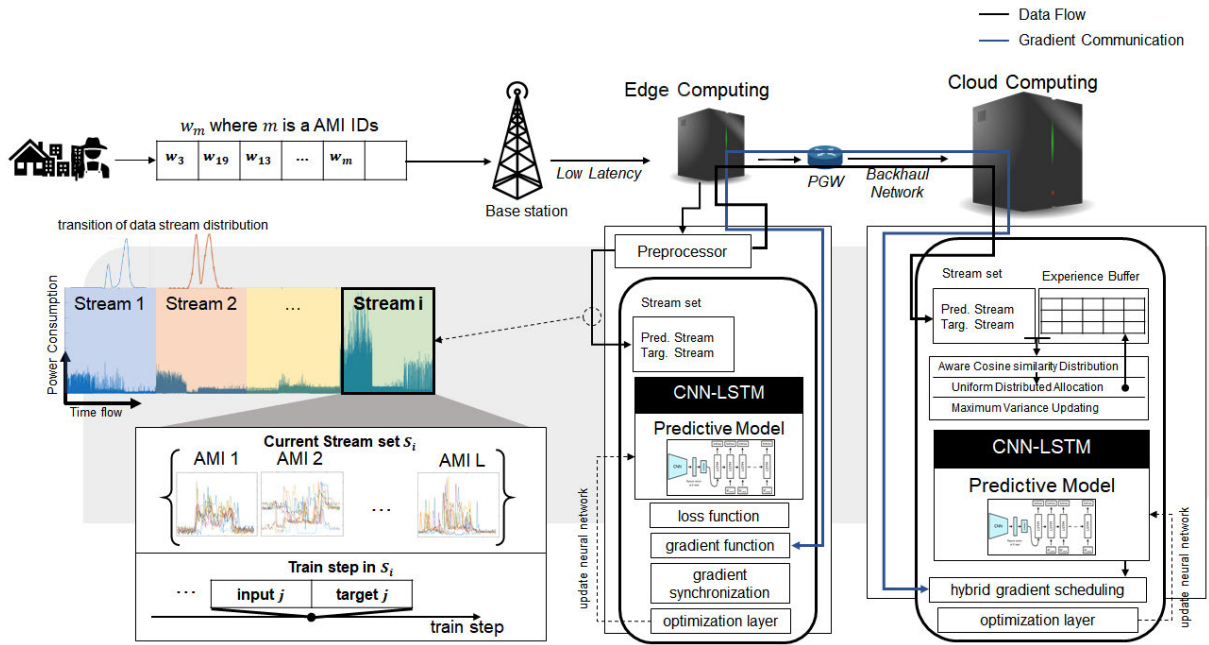 Data Flow
Gradient Communication
Edge Computing
Cloud Computing
w_m where m is a AMI IDs
w_3 w_19 w_13 ... w_m
Low Latency
PGW
Backhaul
Network
Base station
transition of data stream distribution
Preprocessor
Power Consumption
Stream 1
Stream 2
...
Stream i
Time flow
Stream set
Pred. Stream
Targ. Stream
CNN-LSTM
Predictive Model
CNN
loss function
gradient function
gradient
synchronization
optimization layer
update neural network
Stream set
Experience Buffer
Pred. Stream
Targ. Stream
Aware Cosine similarity Distribution
Uniform Distributed Allocation
Maximum Variance Updating
CNN-LSTM
Predictive Model
CNN
hybrid gradient scheduling
optimization layer
update neural network
Current Stream set S_i
AMI 1
AMI 2
...
AMI L
Train step in S_i
... input j target j
train step